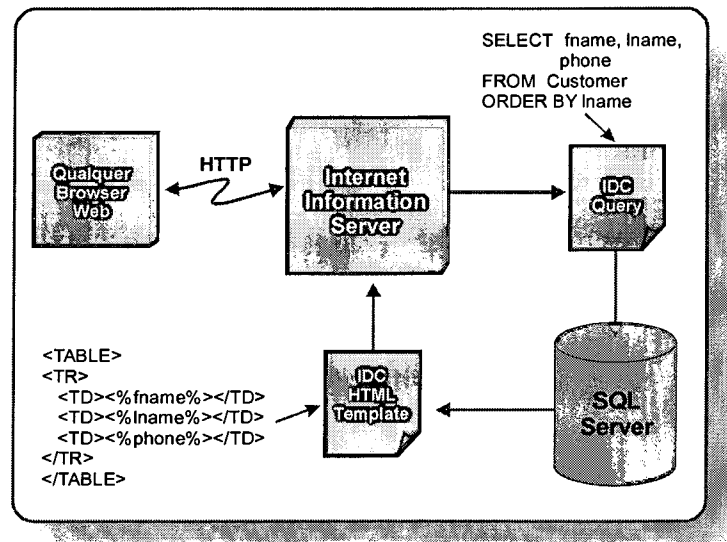 SELECT fname, lname,
phone
FROM Customer
ORDER BY lname
Qualquer
Browser
Web
HTTP
Internet
Information
Server
IDC
Query
<TABLE>
<TR>
<TD><%fname%></TD>
<TD><%lname%></TD>
<TD><%phone%></TD>
</TR>
</TABLE>
IDC
HTML
Template
SQL
Server